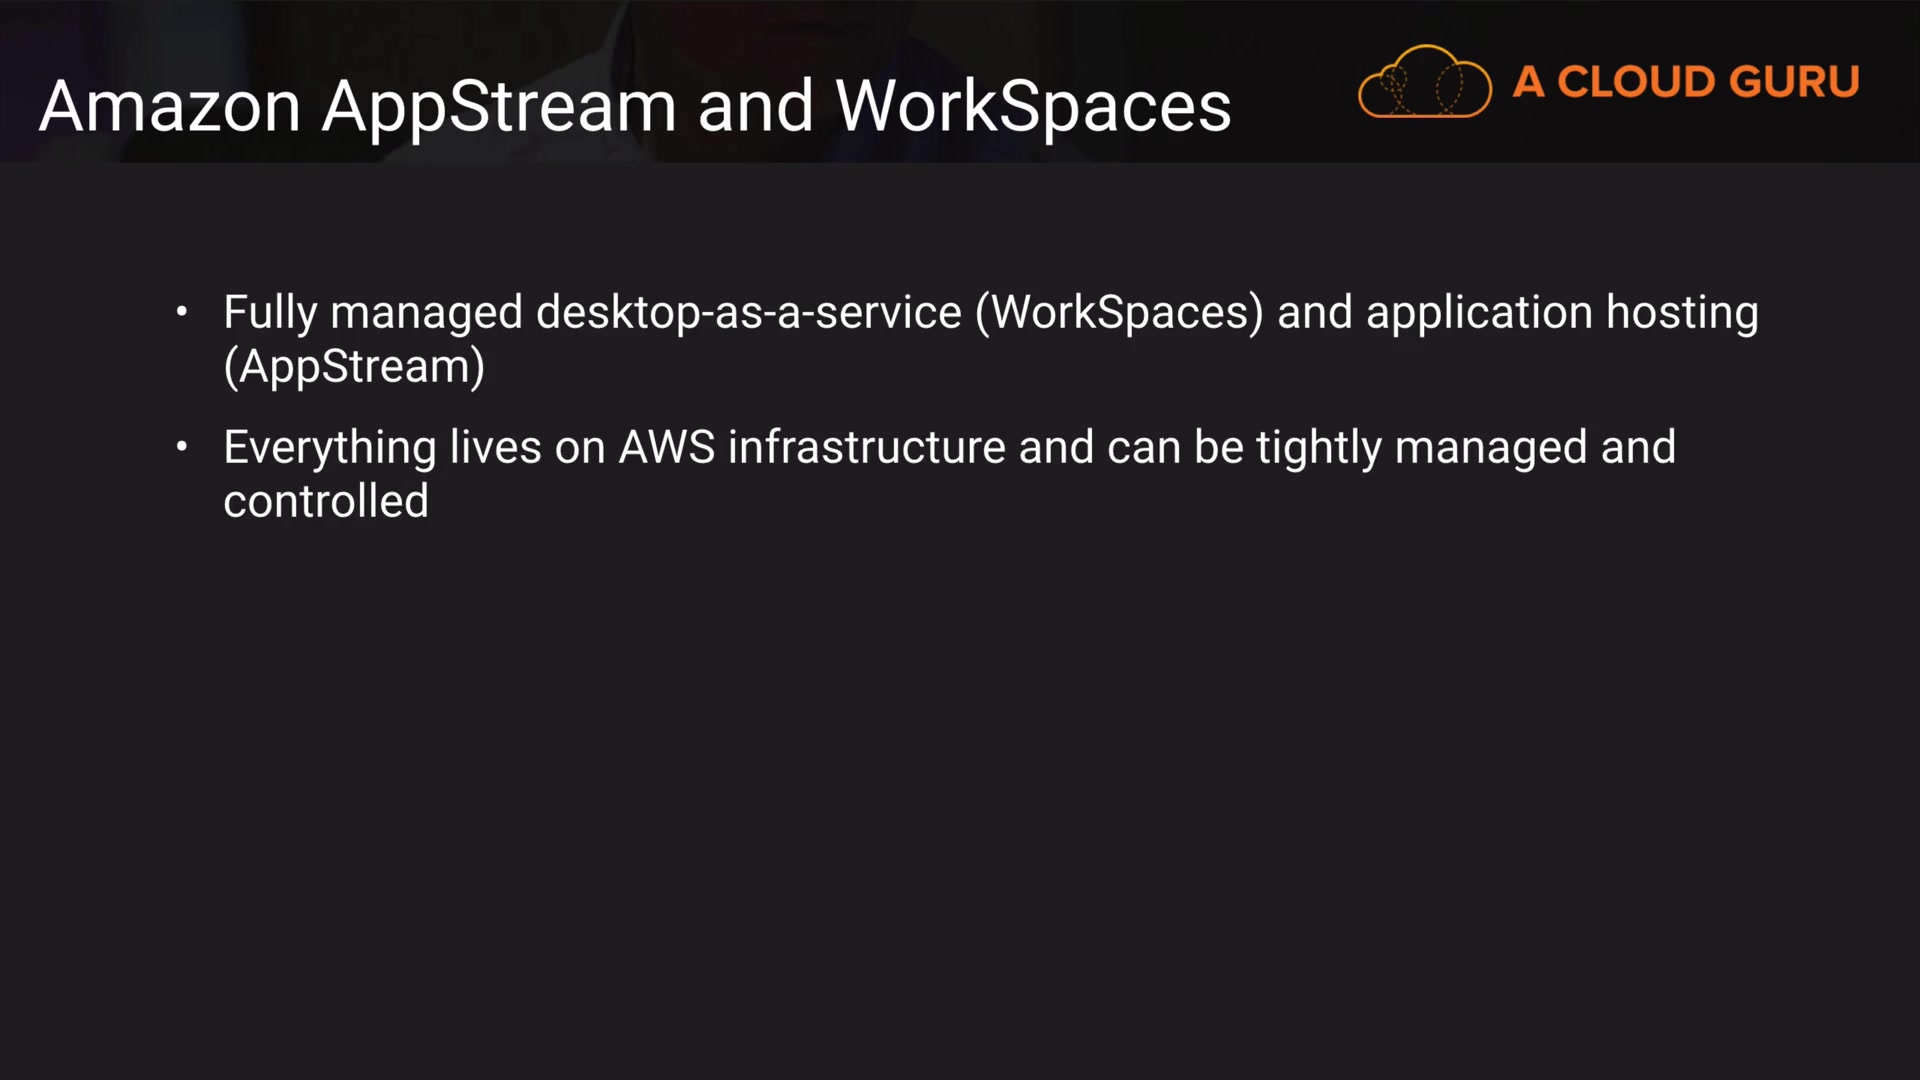 Amazon AppStream and WorkSpaces
A CLOUD GURU
• Fully managed desktop-as-a-service (WorkSpaces) and application hosting
(AppStream)
• Everything lives on AWS infrastructure and can be tightly managed and
controlled